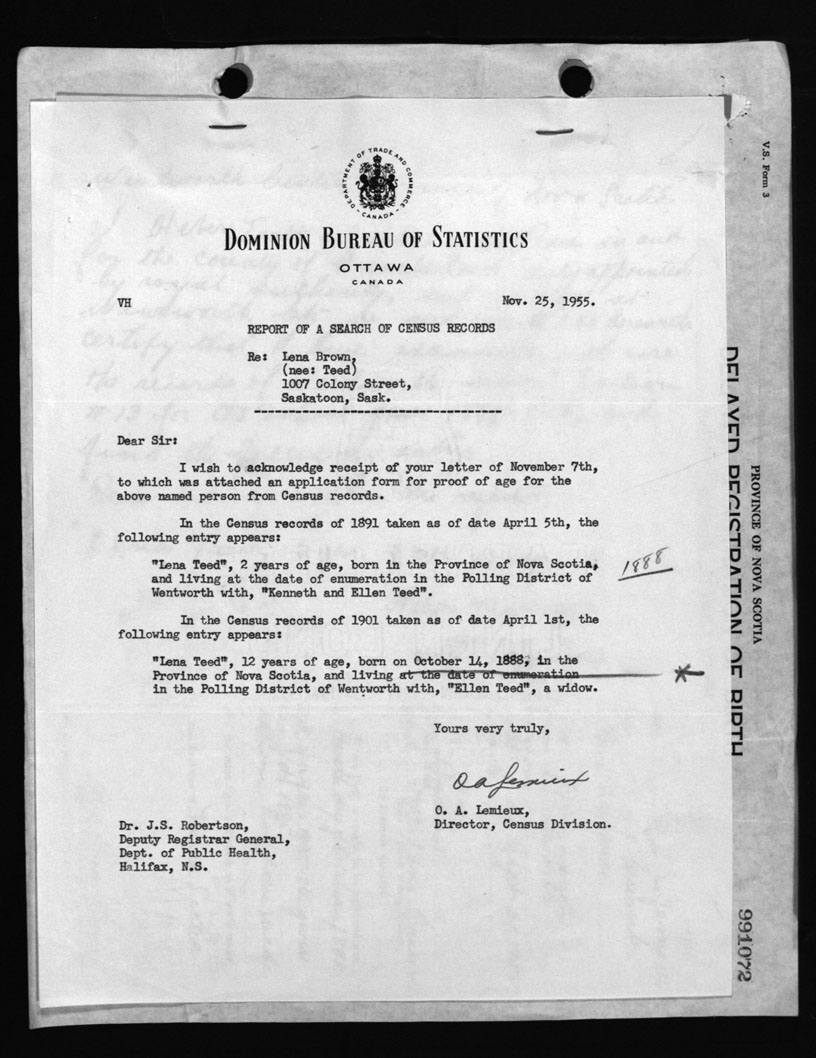 DEPARTMENT OF TRADE AND COMMERCE
CANADA
DOMINION BUREAU OF STATISTICS
OTTAWA
CANADA
VH
Nov. 25, 1955.
REPORT OF A SEARCH OF CENSUS RECORDS
Re: Lena Brown,
(nee: Teed)
1007 Colony Street,
Saskatoon, Sask.
Dear Sir:
I wish to acknowledge receipt of your letter of November 7th,
to which was attached an application form for proof of age for the
above named person from Census records.
In the Census records of 1891 taken as of date April 5th, the
following entry appears:
"Lena Teed", 2 years of age, born in the Province of Nova Scotia,
and living at the date of enumeration in the Polling District of
Wentworth with, "Kenneth and Ellen Teed".
1888
In the Census records of 1901 taken as of date April 1st, the
following entry appears:
"Lena Teed", 12 years of age, born on October 14, 1888, in the
Province of Nova Scotia, and living at the date of enumeration
in the Polling District of Wentworth with, "Ellen Teed", a widow.
Yours very truly,
O A Lemieux
O. A. Lemieux,
Director, Census Division.
Dr. J.S. Robertson,
Deputy Registrar General,
Dept. of Public Health,
Halifax, N.S.
V.S. Form 3
PROVINCE OF NOVA SCOTIA
DELAYED REGISTRATION OF BIRTH
991072